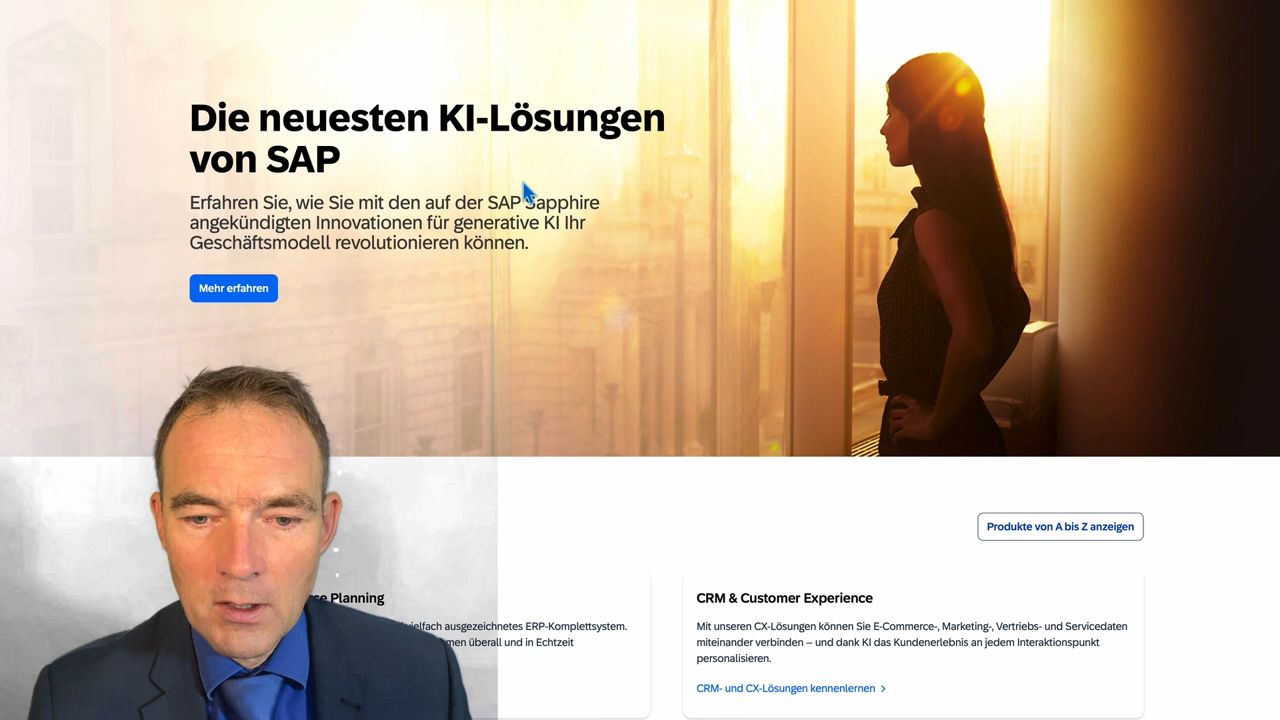 Die neuesten KI-Lösungen
von SAP
Erfahren Sie, wie Sie mit den auf der SAP Sapphire
angekündigten Innovationen für generative KI Ihr
Geschäftsmodell revolutionieren können.
Mehr erfahren
Produkte von A bis Z anzeigen
Planning
ausgezeichnetes ERP-Komplettsystem.
überall und in Echtzeit
CRM & Customer Experience
Mit unseren CX-Lösungen können Sie E-Commerce-, Marketing-, Vertriebs- und Servicedaten
miteinander verbinden – und dank KI das Kundenerlebnis an jedem Interaktionspunkt
personalisieren.
CRM- und CX-Lösungen kennenlernen